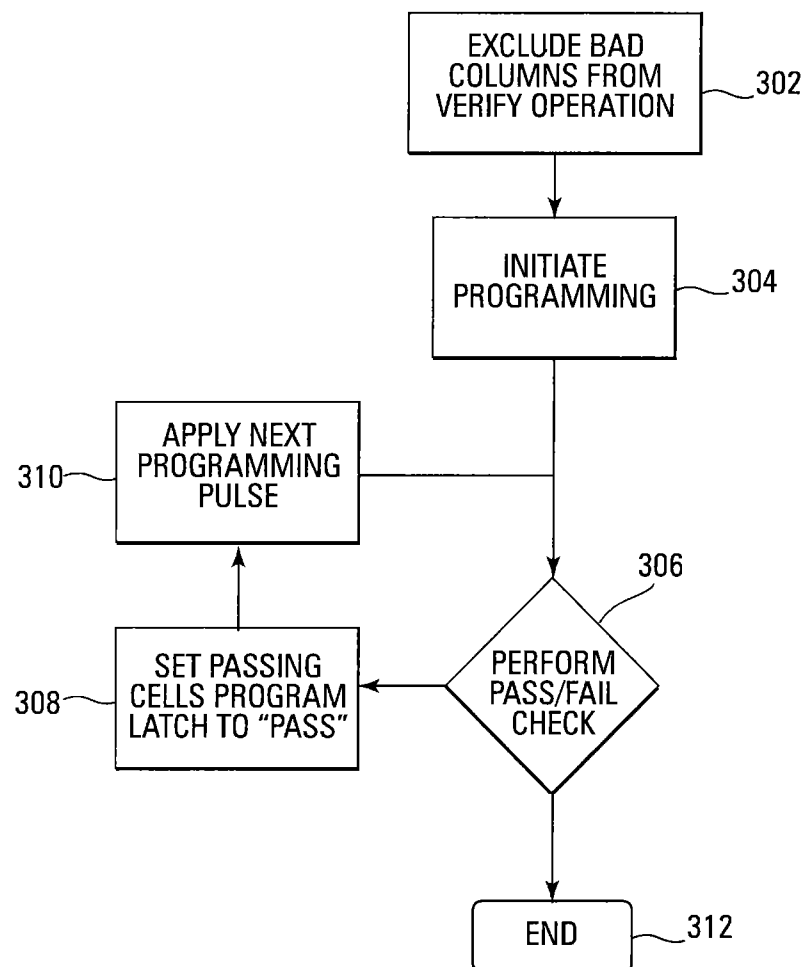 EXCLUDE BAD
COLUMNS FROM
VERIFY OPERATION
302
INITIATE
PROGRAMMING
304
APPLY NEXT
PROGRAMMING
PULSE
310
306
PERFORM
PASS/FAIL
CHECK
SET PASSING
CELLS PROGRAM
LATCH TO “PASS”
308
END
312